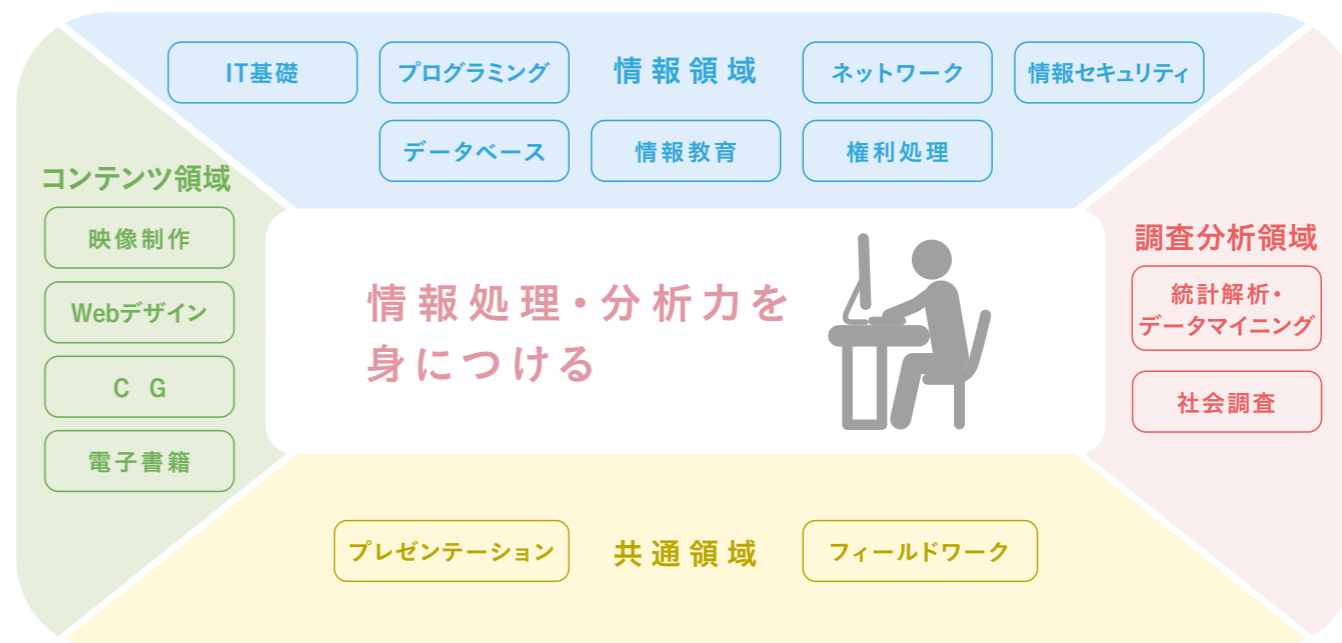 情報領域
IT基礎
プログラミング
ネットワーク
情報セキュリティ
データベース
情報教育
権利処理
コンテンツ領域
映像制作
Webデザイン
CG
電子書籍
情報処理・分析力を
身につける
調査分析領域
統計解析・
データマイニング
社会調査
共通領域
プレゼンテーション
フィールドワーク